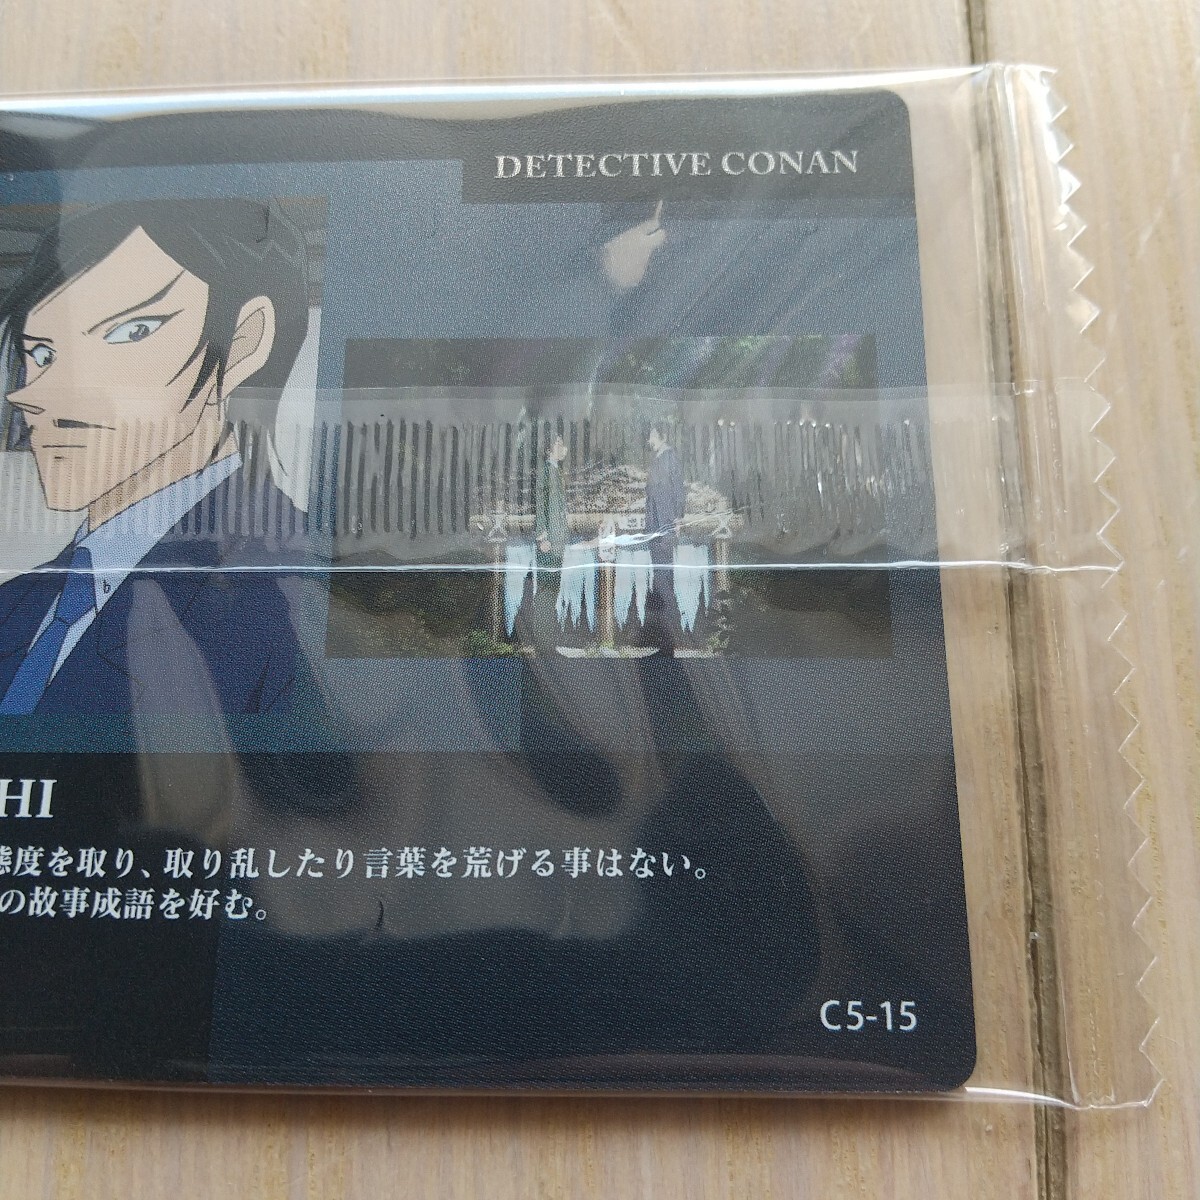 DETECTIVE CONAN
HI
態度を取り、取り乱したり言葉を荒げる事はない。
の故事成語を好む。
C5-15